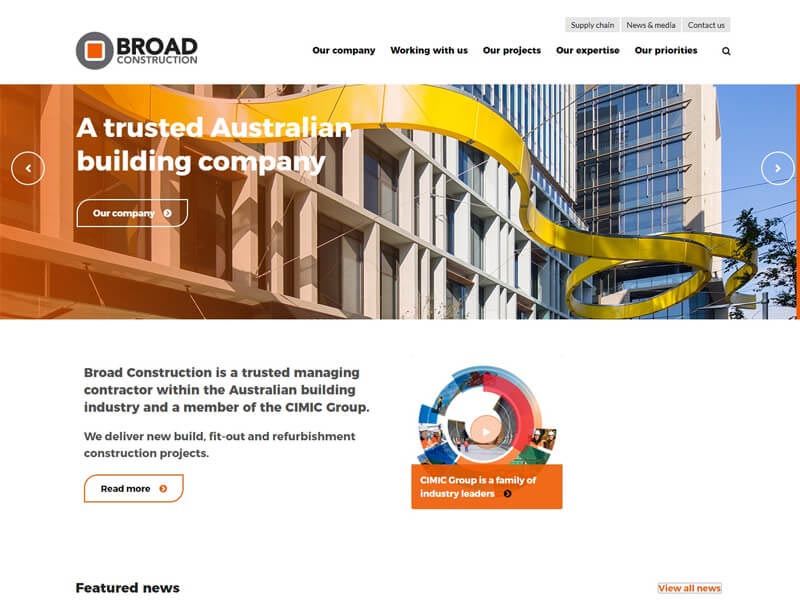 Supply chain
News & media
Contact us
BROAD
CONSTRUCTION
Our company
Working with us
Our projects
Our expertise
Our priorities
A trusted Australian
building company
Our company
Broad Construction is a trusted managing
contractor within the Australian building
industry and a member of the CIMIC Group.
We deliver new build, fit-out and refurbishment
construction projects.
Read more
CIMIC Group is a family of
industry leaders
Featured news
View all news